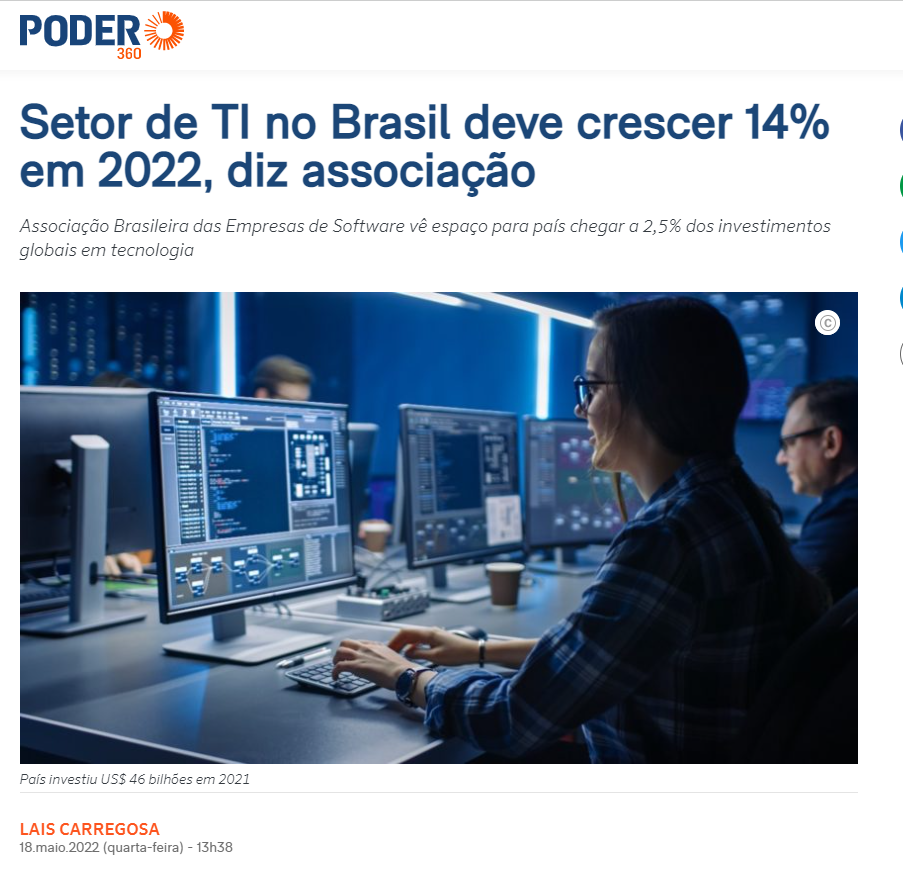 PODER
360
Setor de TI no Brasil deve crescer 14%
em 2022, diz associação
Associação Brasileira das Empresas de Software vê espaço para país chegar a 2,5% dos investimentos
globais em tecnologia
©
País investiu US$ 46 bilhões em 2021
LAIS CARREGOSA
18.maio.2022 (quarta-feira) - 13h38